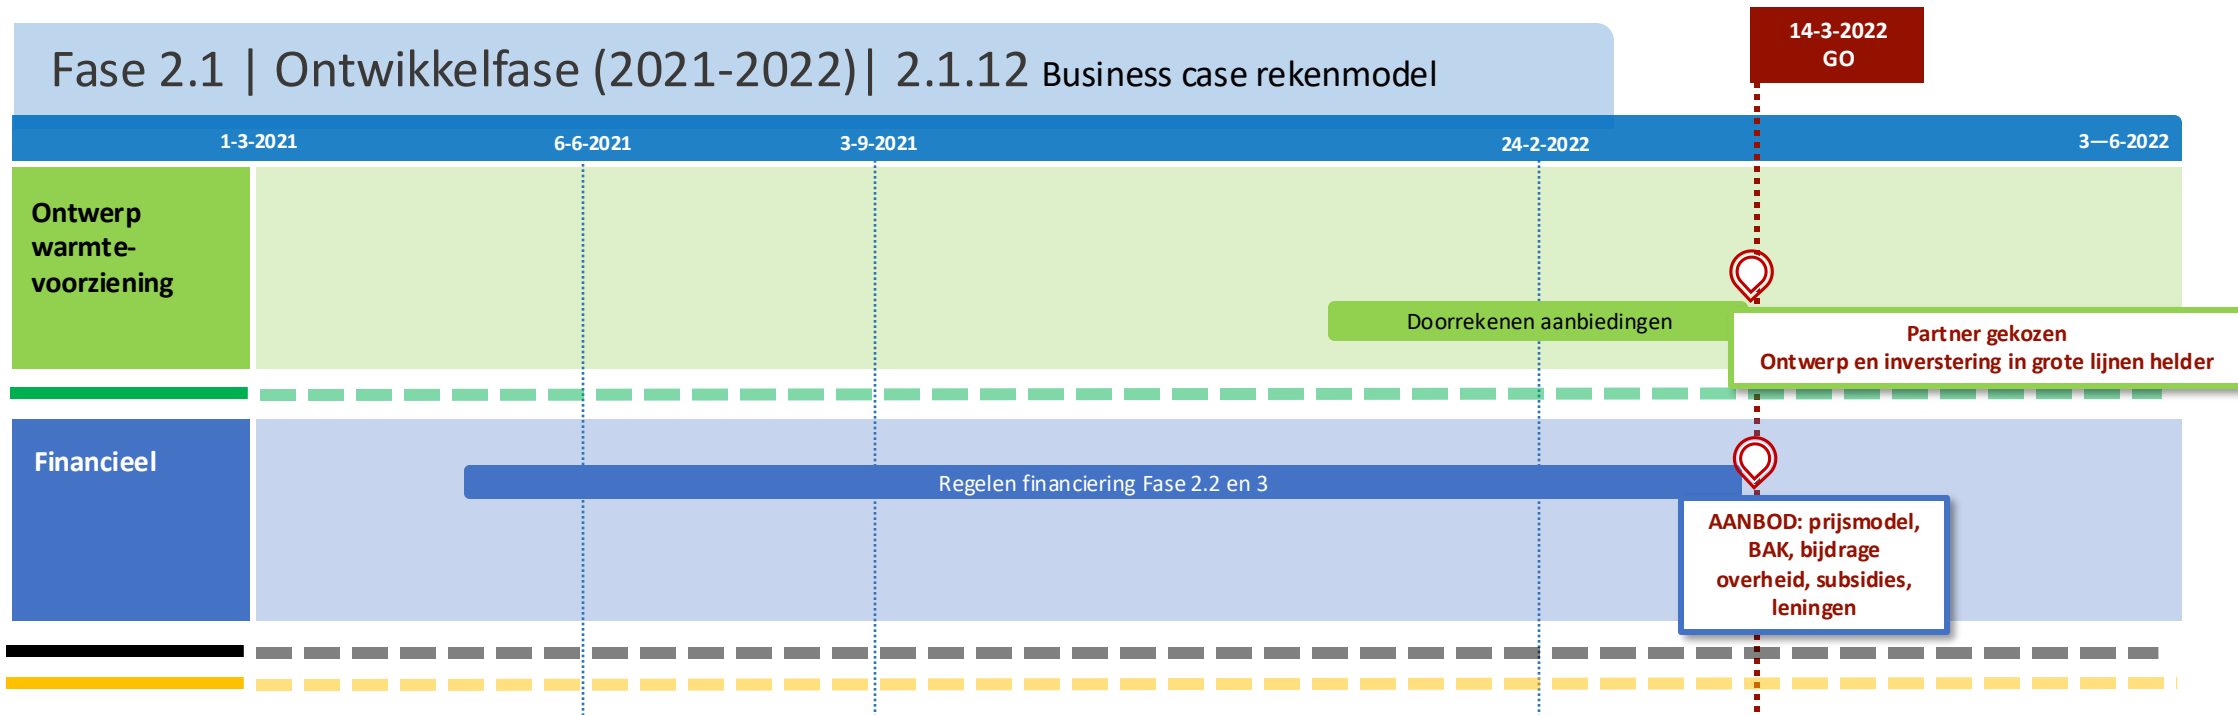 14-3-2022
GO
Fase 2.1 | Ontwikkelfase (2021-2022)| 2.1.12 Business case rekenmodel
1-3-2021
6-6-2021
3-9-2021
24-2-2022
3—6-2022
Ontwerp
warmte-
voorziening
Doorrekenen aanbiedingen
Partner gekozen
Ontwerp en inverstering in grote lijnen helder
Financieel
Regelen financiering Fase 2.2 en 3
AANBOD: prijsmodel,
BAK, bijdrage
overheid, subsidies,
leningen